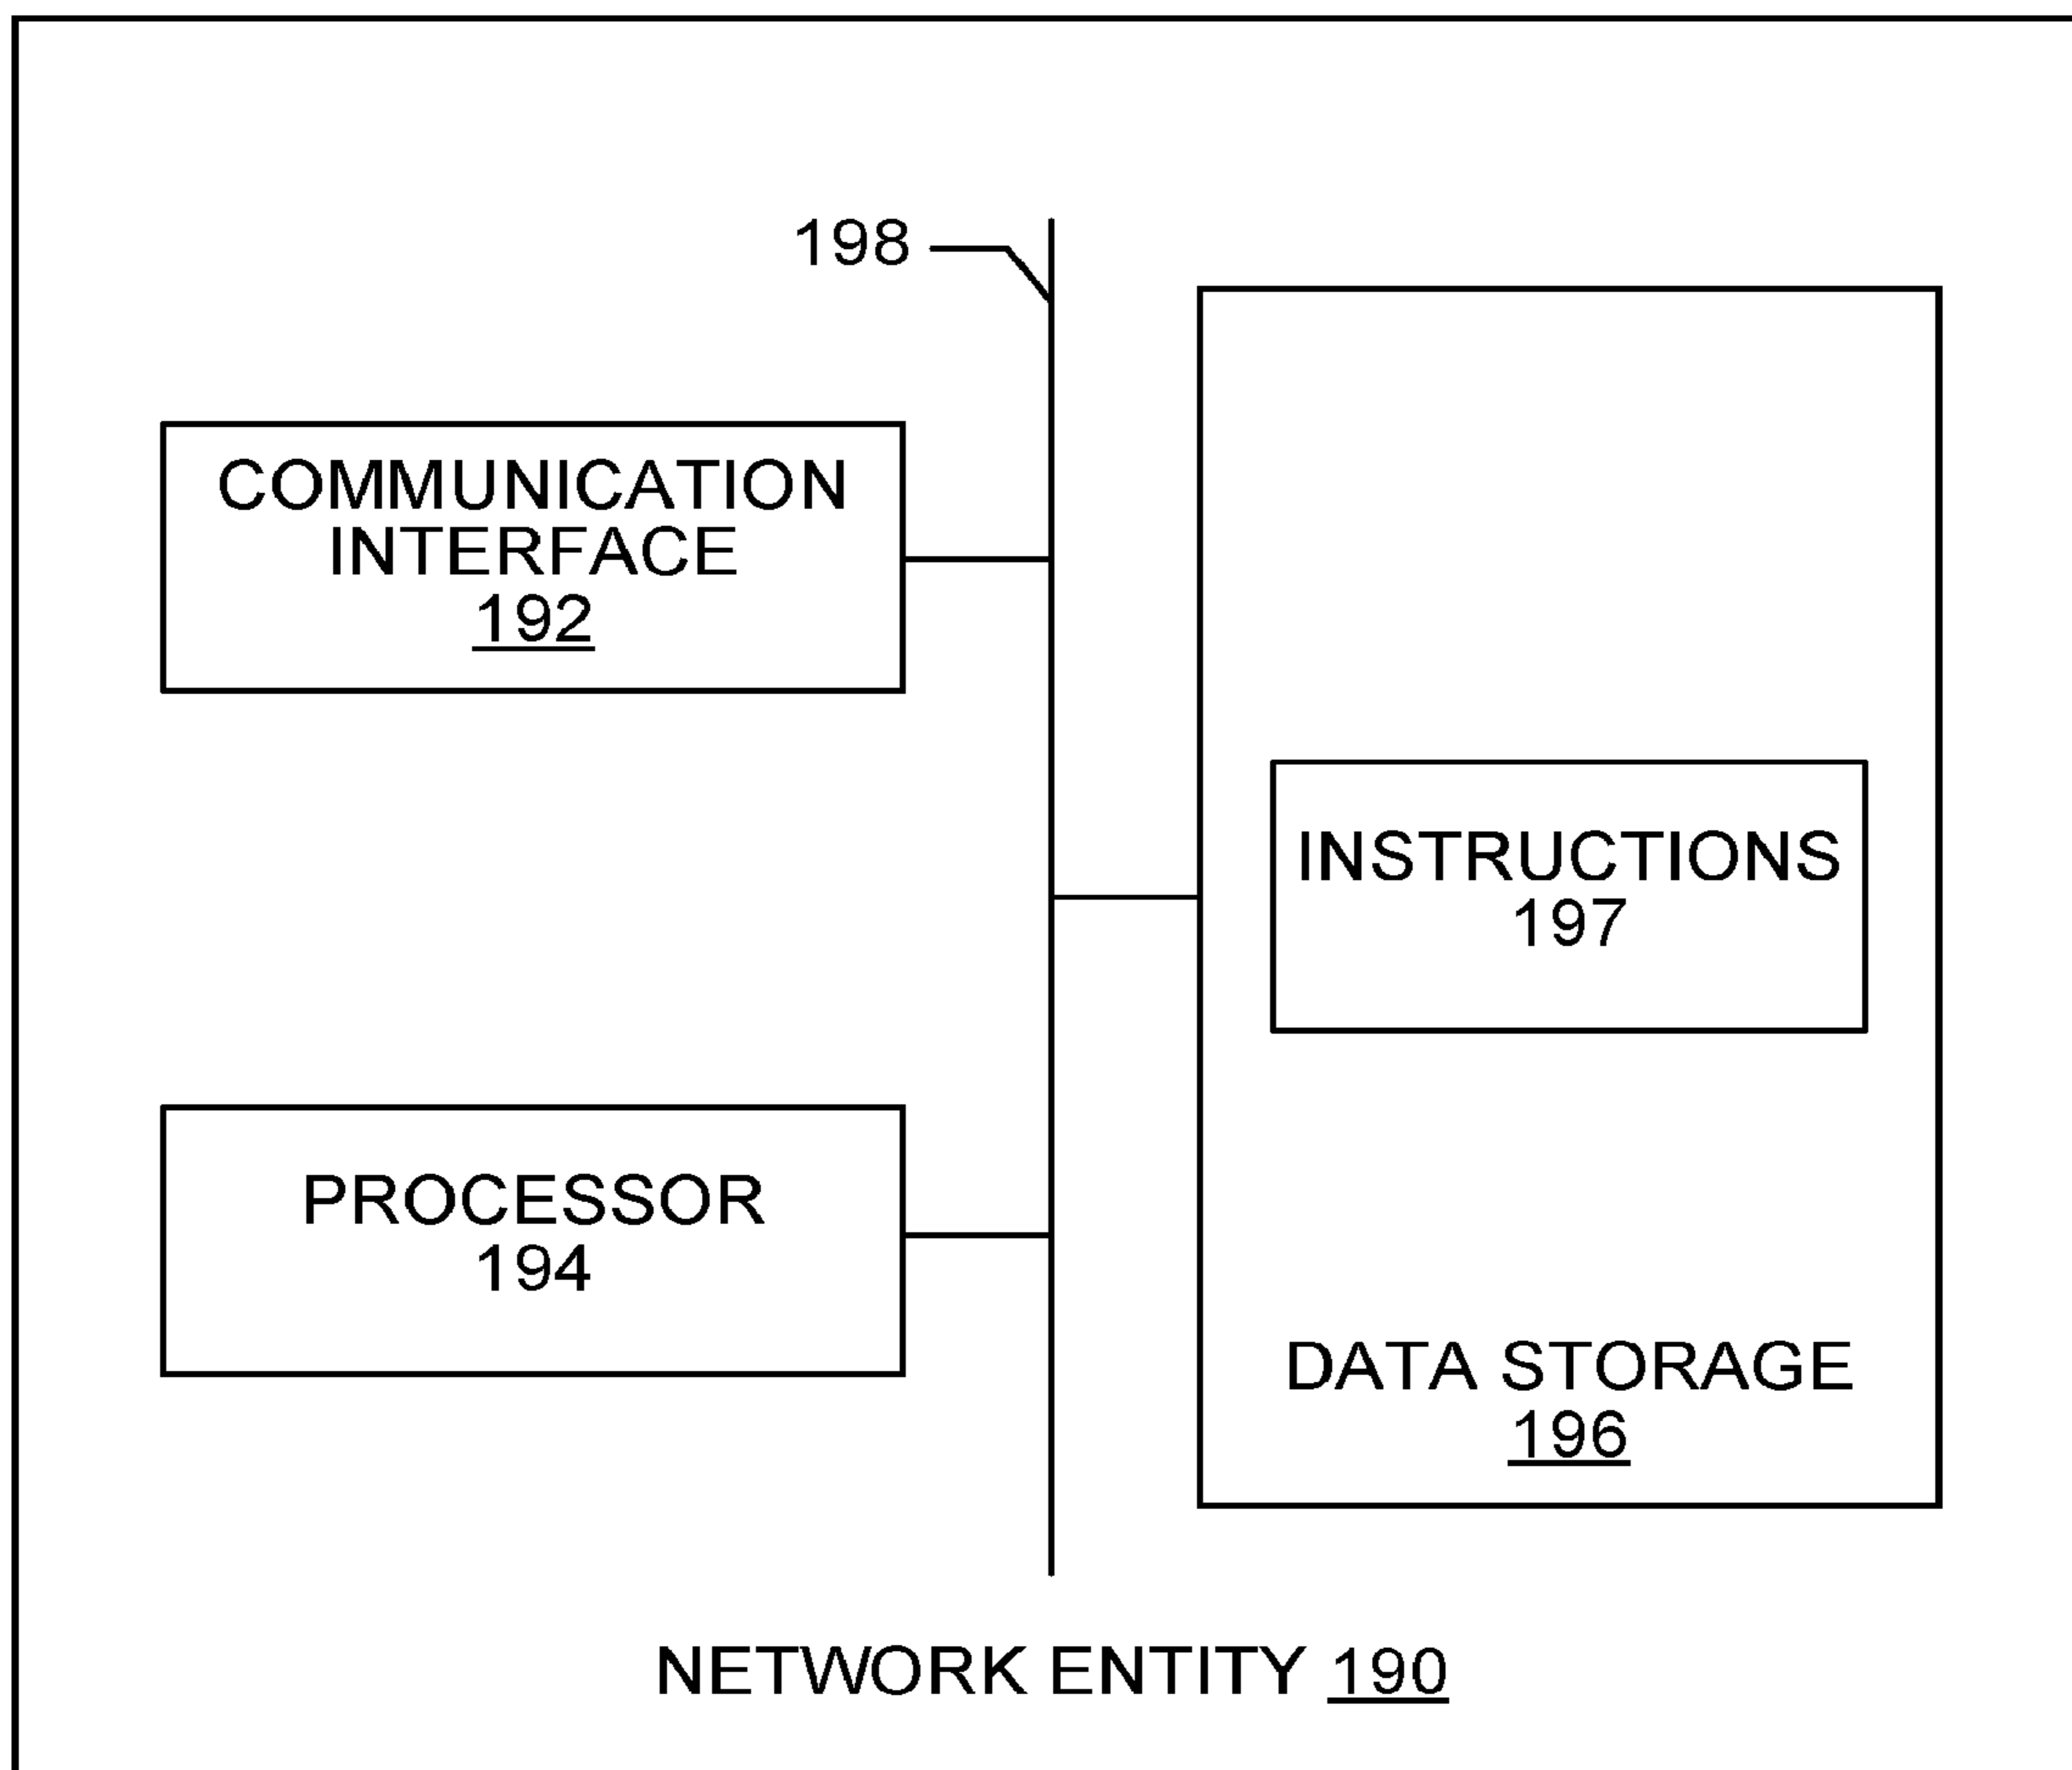 198
COMMUNICATION
INTERFACE
192
INSTRUCTIONS
197
PROCESSOR
194
DATA STORAGE
196
NETWORK ENTITY 190